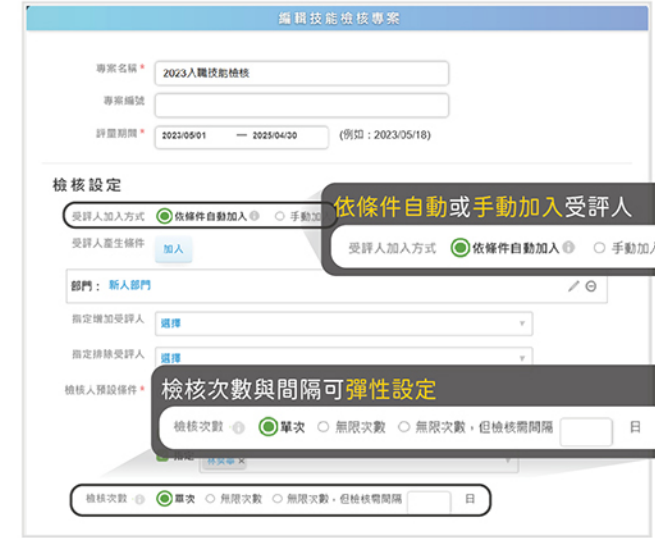 編輯技能檢核專案
專案名稱 * 2023人職技能檢核
專案編號
評量期間 * 2023/05/01 — 2025/04/30 (例如：2023/05/18)
檢核設定
受評人加入方式 依條件自動加入 手動加
依條件自動或手動加入受評人
受評人加入方式 依條件自動加入 手動加入
受評人產生條件 加入
部門： 新人部門
指定增加受評人 選擇
指定排除受評人 選擇
檢核人預設條件 *
檢核次數與間隔可彈性設定
檢核次數 單次 無限次數 無限次數，但檢核需間隔 日
檢核次數 單次 無限次數 無限次數，但檢核需間隔 日